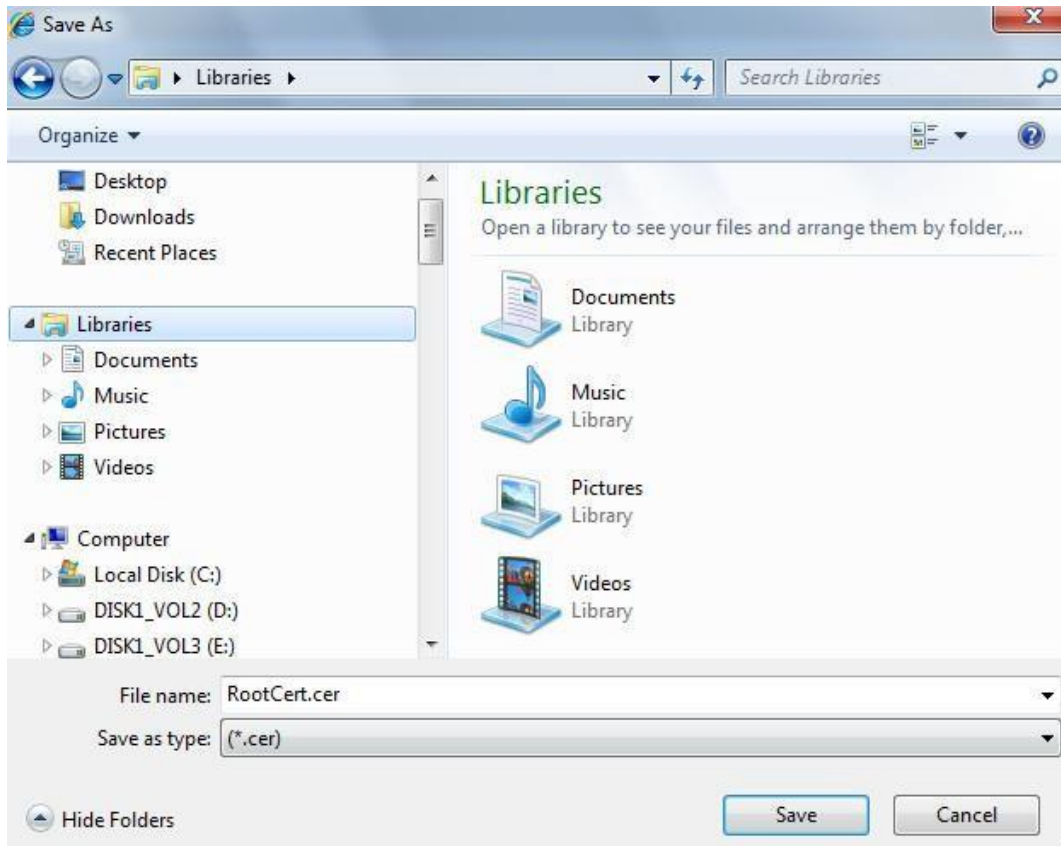 Save As
Libraries
Search Libraries
Organize
Desktop
Downloads
Recent Places
Libraries
Documents
Music
Pictures
Videos
Computer
Local Disk (C:)
DISK1_VOL2 (D:)
DISK1_VOL3 (E:)
Libraries
Open a library to see your files and arrange them by folder,...
Documents
Library
Music
Library
Pictures
Library
Videos
Library
File name: RootCert.cer
Save as type: (*.cer)
Hide Folders
Save
Cancel